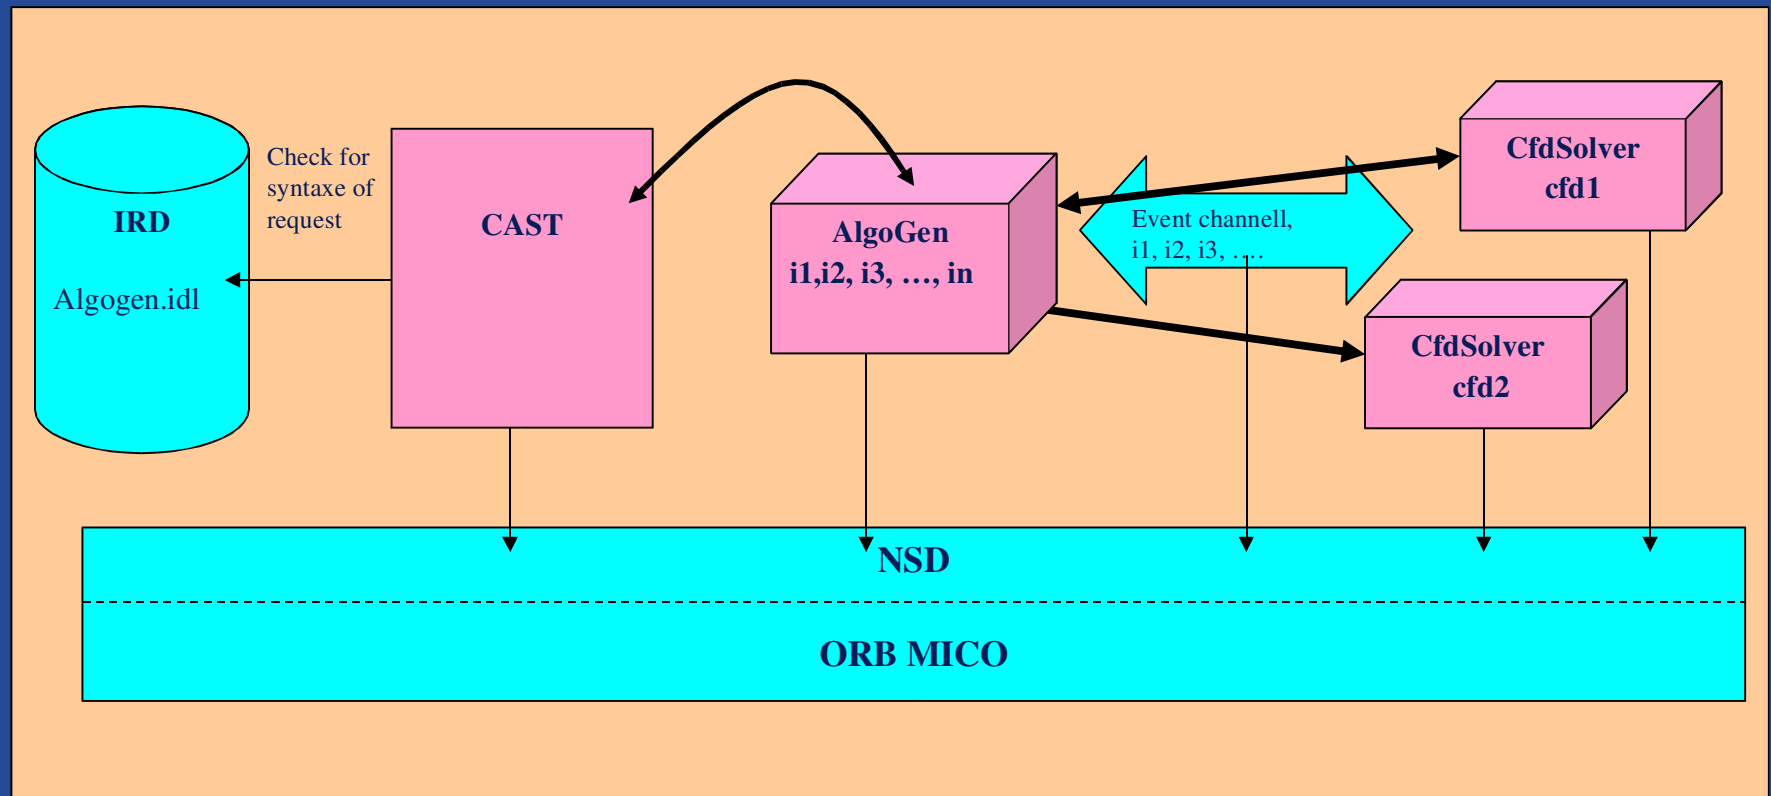 IRD
Algogen.idl
Check for
syntaxe of
request
CAST
AlgoGen
i1,i2, i3, …, in
Event channell,
i1, i2, i3, ….
CfdSolver
cfd1
CfdSolver
cfd2
NSD
ORB MICO